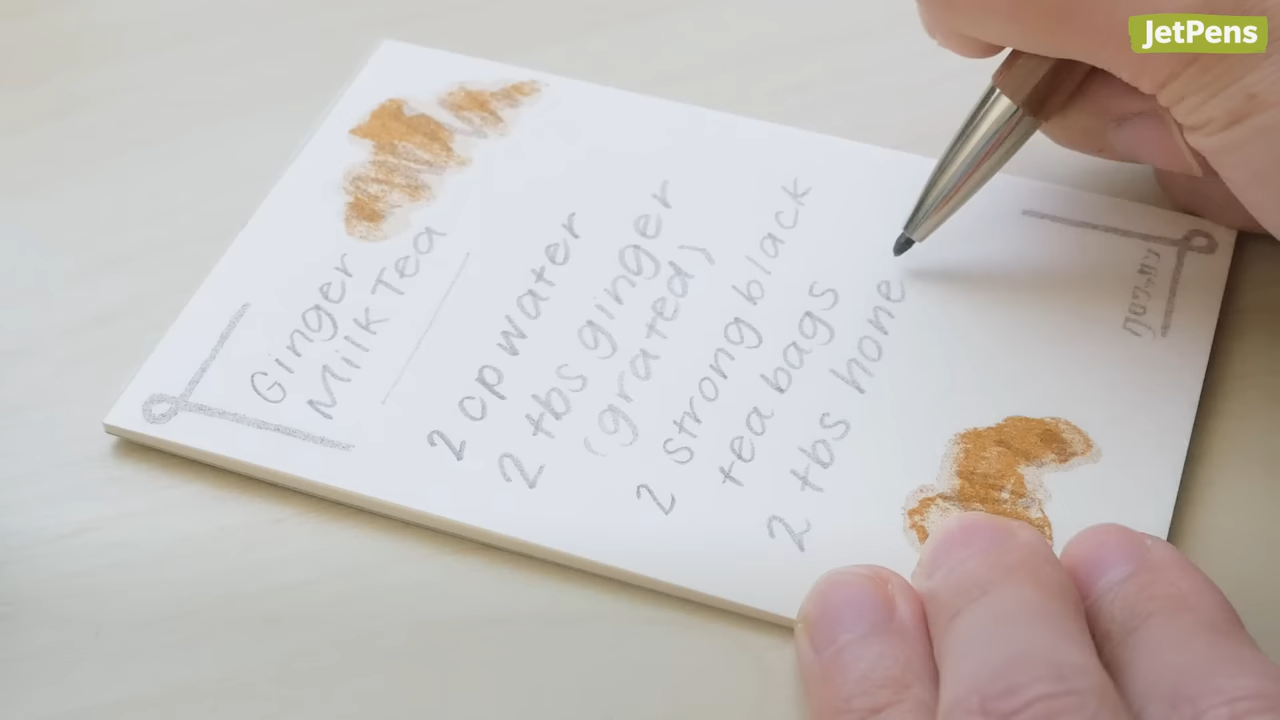 JetPens
Ginger
Milk Tea
2 cp water
2 tbs ginger
(grated)
2 strong black
tea bags
2 tbs hone